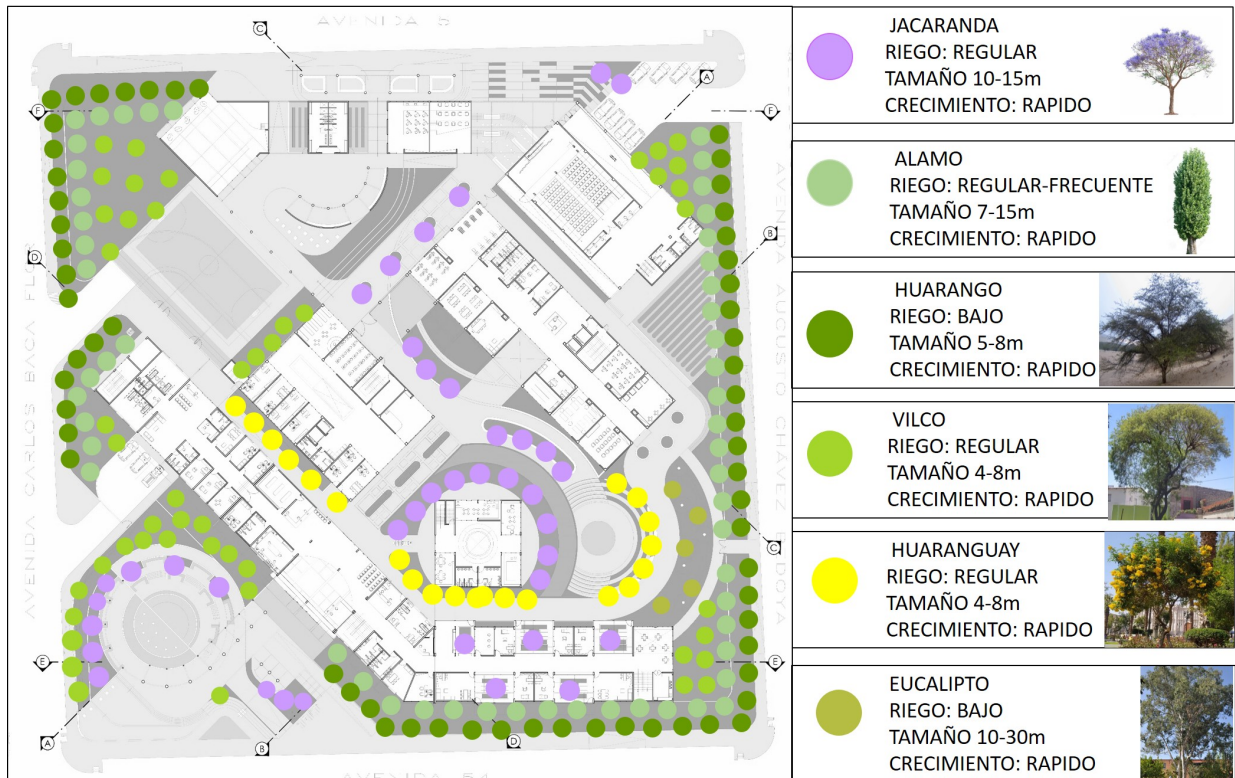 AVENIDA 5
C
A
F
F
B
D
AVENIDA CARLOS BACA FLOR
AVENIDA AUGUSTO CHAVEZ BEDOYA
C
E
E
A
B
D
AVENIDA 54
JACARANDA
RIEGO: REGULAR
TAMAÑO 10-15m
CRECIMIENTO: RAPIDO
ALAMO
RIEGO: REGULAR-FRECUENTE
TAMAÑO 7-15m
CRECIMIENTO: RAPIDO
HUARANGO
RIEGO: BAJO
TAMAÑO 5-8m
CRECIMIENTO: RAPIDO
VILCO
RIEGO: REGULAR
TAMAÑO 4-8m
CRECIMIENTO: RAPIDO
HUARANGUAY
RIEGO: REGULAR
TAMAÑO 4-8m
CRECIMIENTO: RAPIDO
EUCALIPTO
RIEGO: BAJO
TAMAÑO 10-30m
CRECIMIENTO: RAPIDO